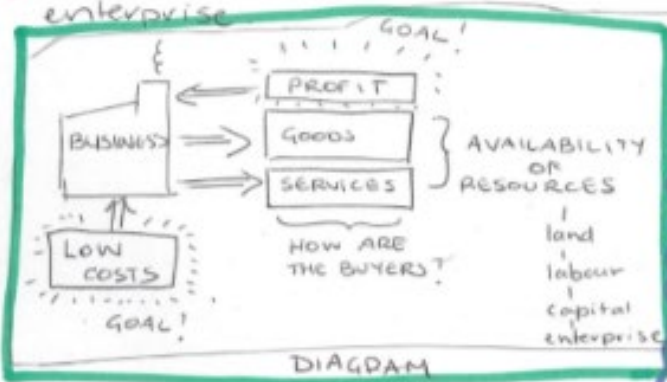 enterprise
GOAL!
PROFIT
BUSINESS
GOODS
SERVICES
AVAILABILITY
OF
RESOURCES
land
labour
capital
enterprise
LOW
COSTS
HOW ARE
THE BUYERS?
GOAL!
DIAGRAM